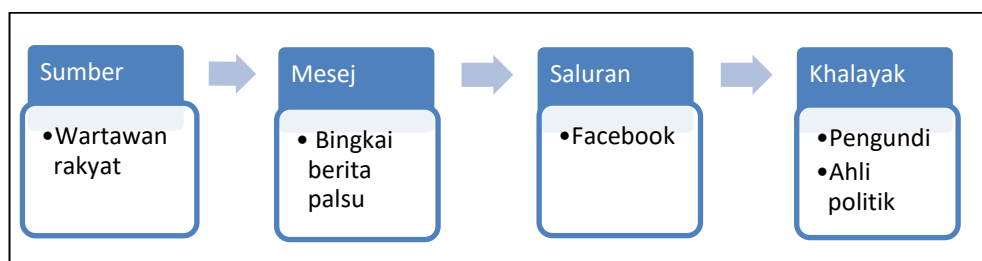 Sumber
•Wartawan
rakyat
Mesej
• Bingkai
berita
palsu
Saluran
•Facebook
Khalayak
•Pengundi
•Ahli
politik